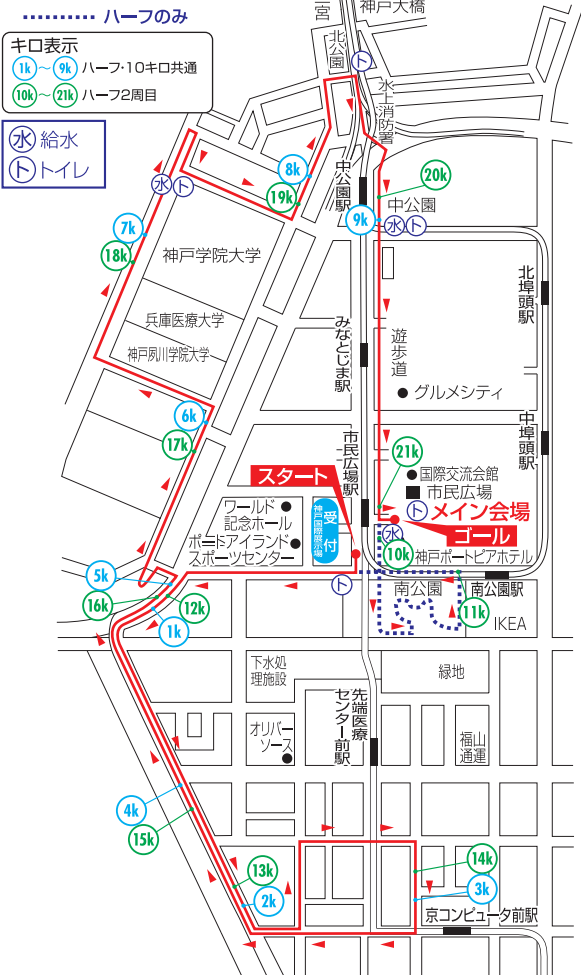 ハーフのみ
キロ表示
1k～9k ハーフ・10キロ共通
10k～21k ハーフ2周目
水 給水
ト トイレ
宮
神戸大橋
北公園
ト
水上消防署
8k
19k
中公園駅
20k
中公園
9k
水 ト
水 ト
7k
18k
神戸学院大学
兵庫医療大学
神戸夙川学院大学
みなとじま駅
遊歩道
北埠頭駅
グルメシティ
中埠頭駅
6k
17k
市民広場駅
21k
スタート
国際交流会館
市民広場
ト メイン会場
ゴール
ワールド
記念ホール
ポートアイランド
スポーツセンター
神戸国際展示場
受付
水
10k
神戸ポートピアホテル
5k
16k
12k
1k
ト
南公園
南公園駅
11k
IKEA
下水処
理施設
緑地
先端医療
センター前駅
オリバー
ソース
福山
通運
4k
15k
13k
2k
14k
3k
京コンピュータ前駅